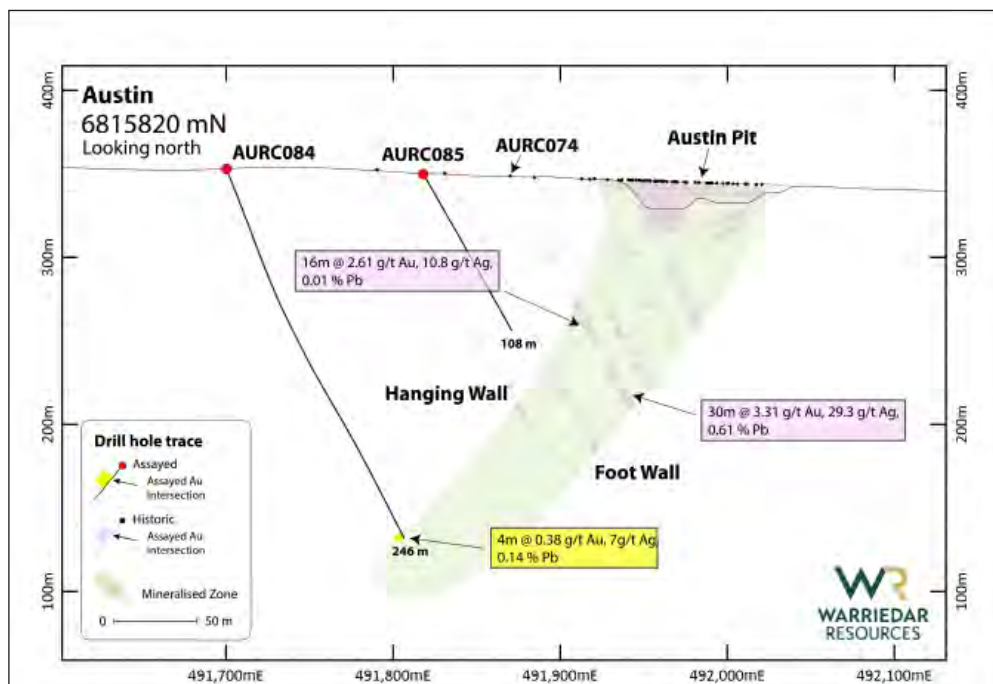 400m
300m
200m
100m
Austin
6815820 mN
Looking north
AURC084
AURC085
AURC074
Austin Pit
16m @ 2.61 g/t Au, 10.8 g/t Ag,
0.01 % Pb
108 m
Hanging Wall
30m @ 3.31 g/t Au, 29.3 g/t Ag,
0.61 % Pb
Foot Wall
4m @ 0.38 g/t Au, 7g/t Ag,
0.14 % Pb
246 m
Drill hole trace
Assayed
Assayed Au
Intersection
Historic
Assayed Au
Intersection
Mineralised Zone
0 50 m
WR
WARRIEDAR
RESOURCES
400m
300m
200m
100m
491,700mE
491,800mE
491,900mE
492,000mE
492,100mE